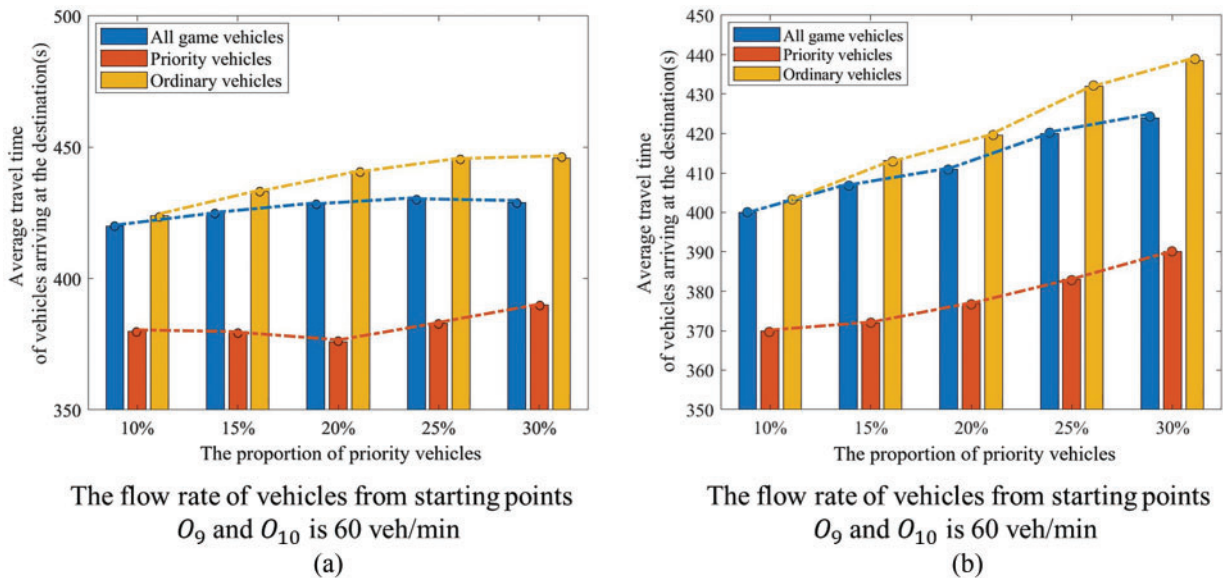 500
450
400
350
All game vehicles
Priority vehicles
Ordinary vehicles
Average travel time
of vehicles arriving at the destination(s)
10%
15%
20%
25%
30%
The proportion of priority vehicles
The flow rate of vehicles from starting points
O₉ and O₁₀ is 60 veh/min
(a)
450
440
430
420
410
400
390
380
370
360
350
All game vehicles
Priority vehicles
Ordinary vehicles
Average travel time
of vehicles arriving at the destination(s)
10%
15%
20%
25%
30%
The proportion of priority vehicles
The flow rate of vehicles from starting points
O₉ and O₁₀ is 60 veh/min
(b)